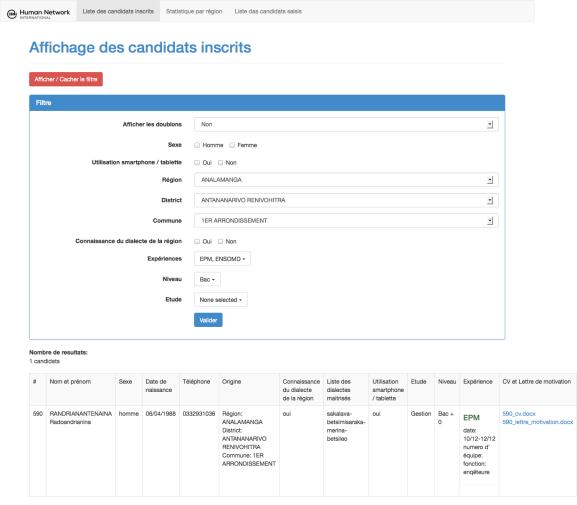 HN Human Network
INTERNATIONAL
Liste des candidats inscrits
Statistique par région
Liste das candidats saisis
Affichage des candidats inscrits
Afficher / Cacher le filtre
Filtre
Afficher les doublons Non
Sexe Homme Femme
Utilisation smartphone / tablette Oui Non
Région ANALAMANGA
District ANTANANARIVO RENIVOHITRA
Commune 1ER ARRONDISSEMENT
Connaissance du dialecte de la région Oui Non
Expériences EPM, ENSOMD
Niveau Bac
Etude None selected
Valider
Nombre de resultats:
1 candidats
# Nom et prénom Sexe Date de naissance Téléphone Origine Connaissance du dialecte de la région Liste des dialectes maitrisés Utilisation smartphone / tablette Etude Niveau Expérience CV et Lettre de motivation
590 RANDRIANANTENAINA Radoandrianina homme 06/04/1988 0332931036 Région: ANALAMANGA District: ANTANANARIVO RENIVOHITRA Commune: 1ER ARRONDISSEMENT oui sakalava-betsimisaraka-merina-betsileo oui Gestion Bac + 0 EPM date: 10/12-12/12 numero d' équipe: fonction: enqêteure 590_cv.docx 590_lettre_motivation.docx